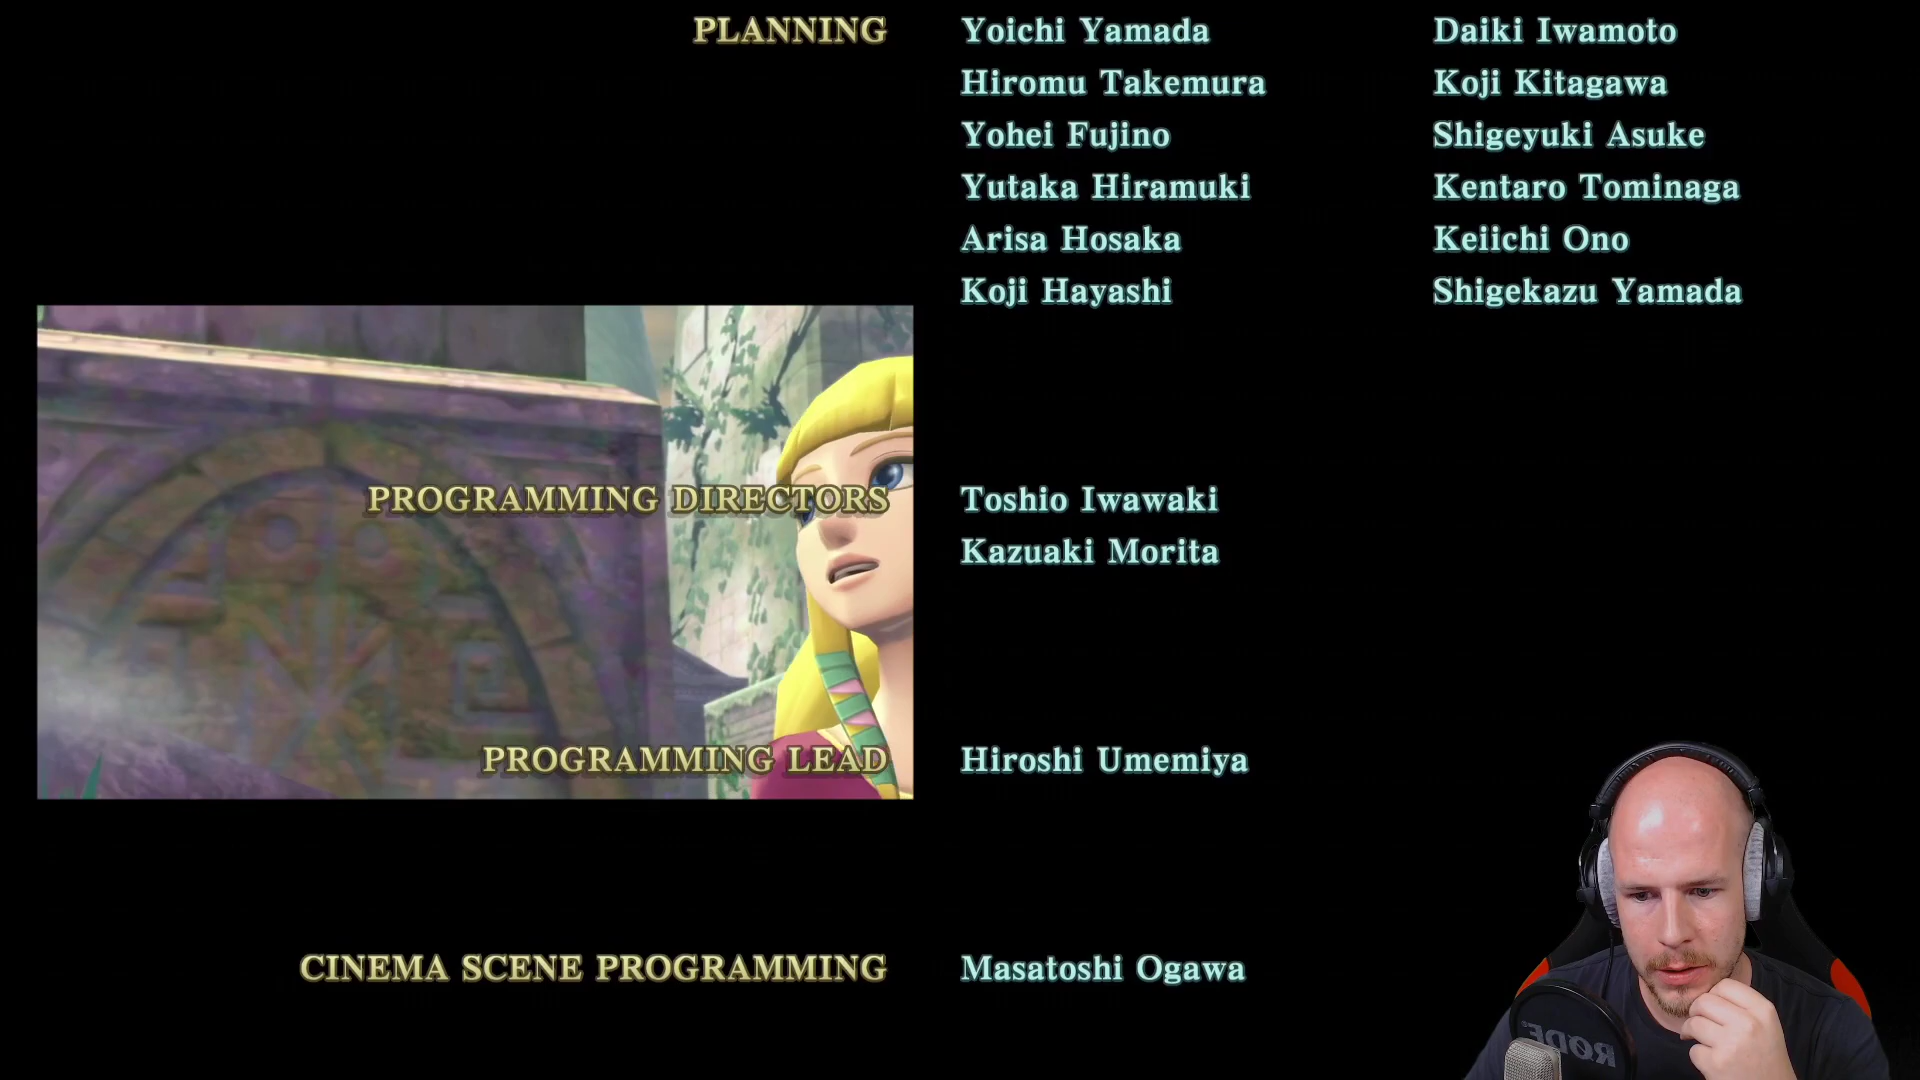 PLANNING Yoichi Yamada Daiki Iwamoto
Hiromu Takemura Koji Kitagawa
Yohei Fujino Shigeyuki Asuke
Yutaka Hiramuki Kentaro Tominaga
Arisa Hosaka Keiichi Ono
Koji Hayashi Shigekazu Yamada
PROGRAMMING DIRECTORS Toshio Iwawaki
Kazuaki Morita
PROGRAMMING LEAD Hiroshi Umemiya
CINEMA SCENE PROGRAMMING Masatoshi Ogawa
RØDE